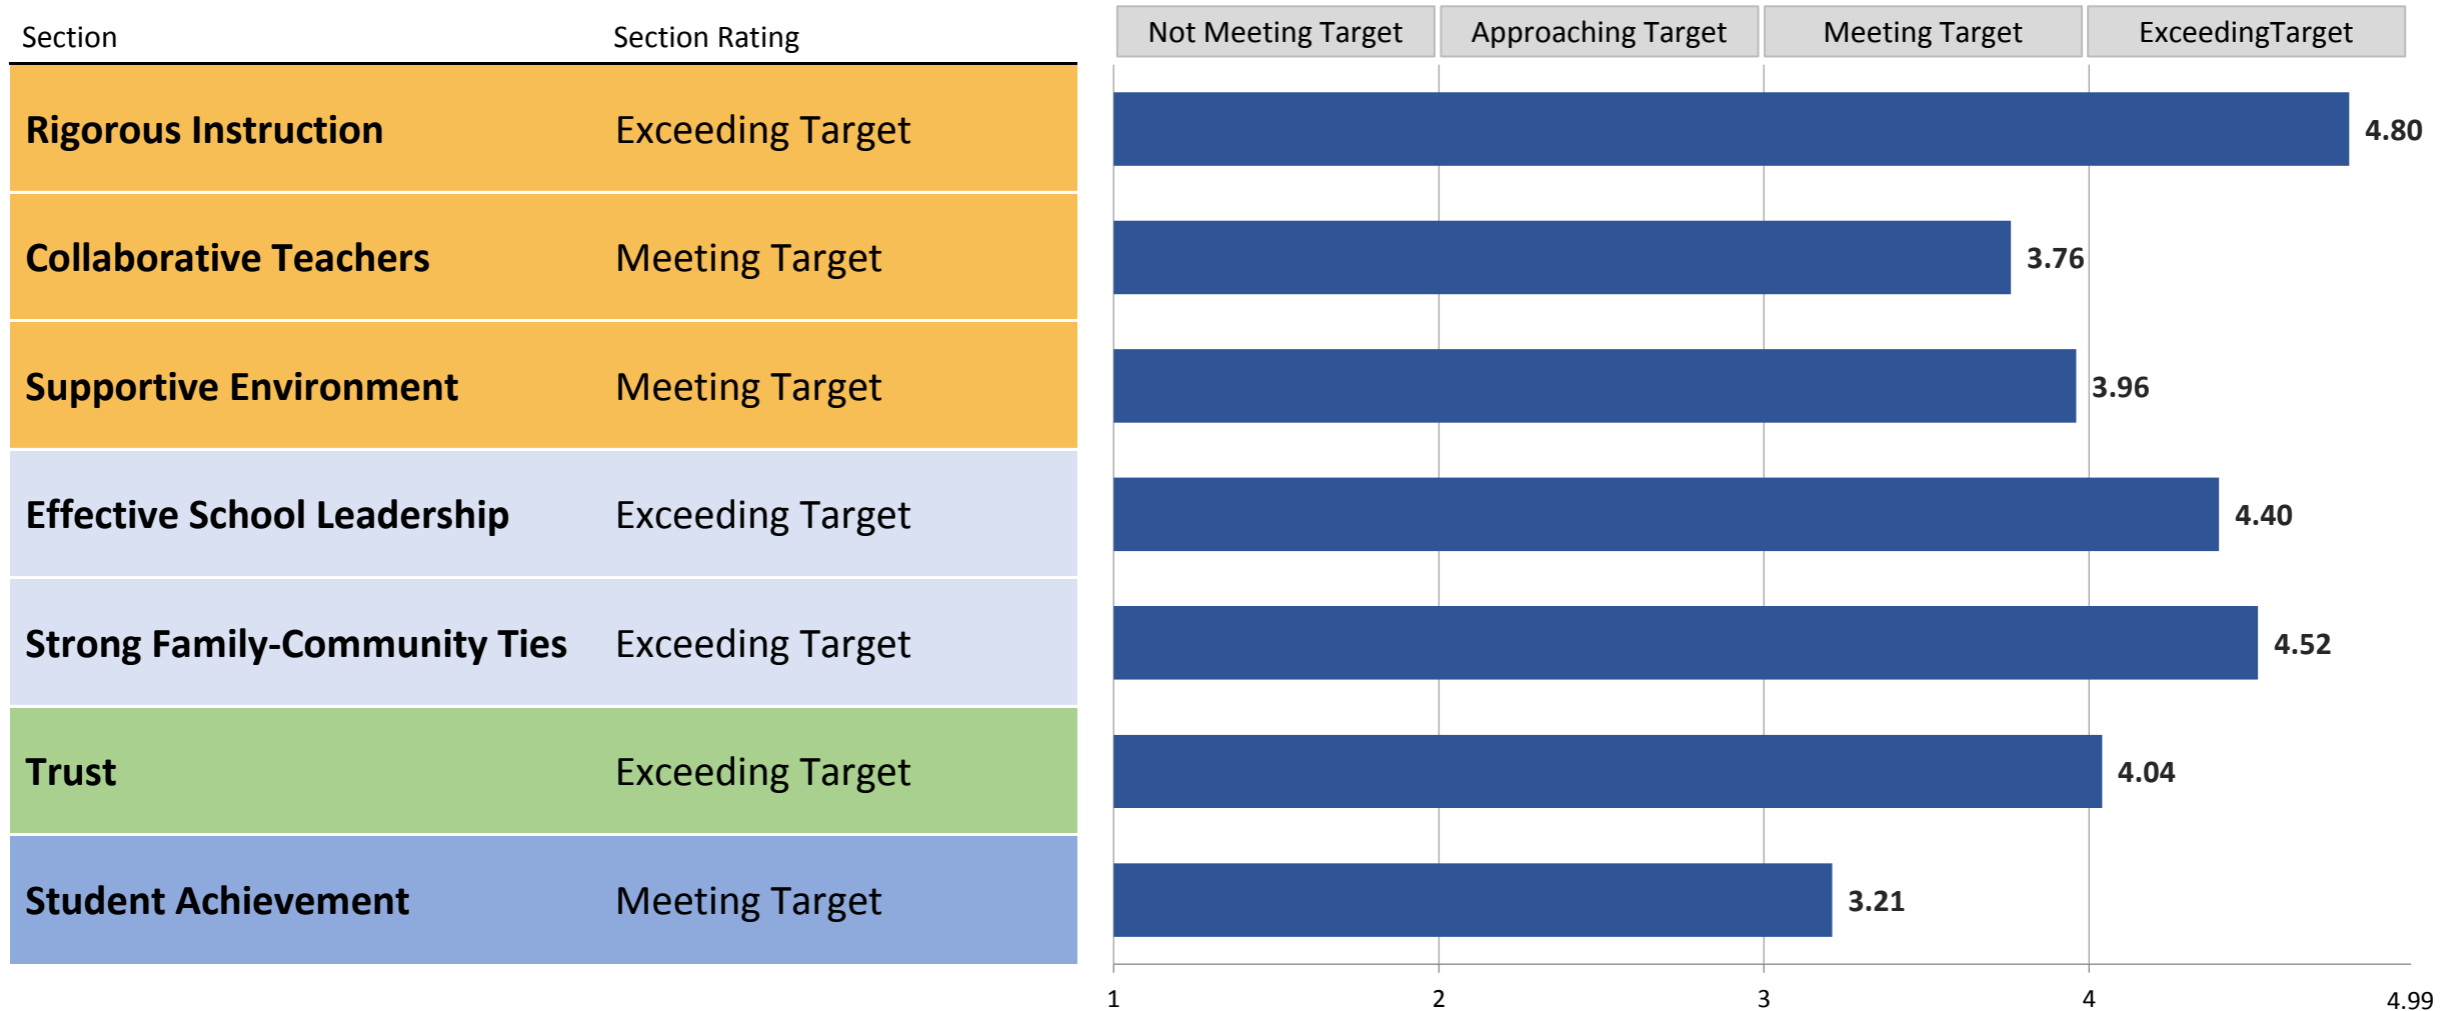 Section Section Rating Not Meeting Target Approaching Target Meeting Target ExceedingTarget
Rigorous Instruction Exceeding Target 4.80
Collaborative Teachers Meeting Target 3.76
Supportive Environment Meeting Target 3.96
Effective School Leadership Exceeding Target 4.40
Strong Family-Community Ties Exceeding Target 4.52
Trust Exceeding Target 4.04
Student Achievement Meeting Target 3.21
1 2 3 4 4.99